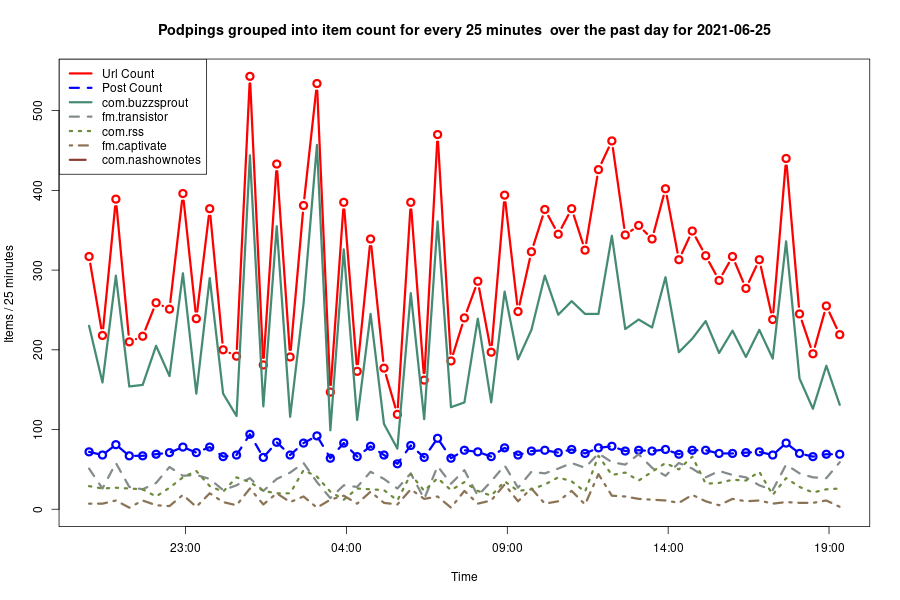 Podpings grouped into item count for every 25 minutes  over the past day for 2021-06-25
Url Count
Post Count
com.buzzsprout
fm.transistor
com.rss
fm.captivate
com.nashownotes
Items / 25 minutes
500
400
300
200
100
0
23:00
04:00
09:00
14:00
19:00
Time